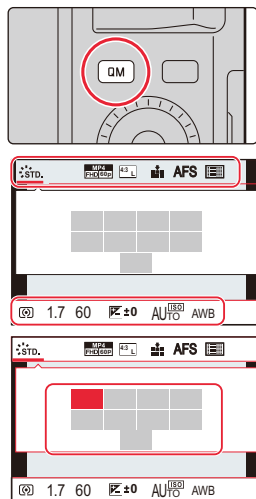 QM
STD.
MP4
FHD 60p
4:3 L
AFS
1.7 60 ±0 AUTO ISO AWB
STD.
MP4
FHD 60p
4:3 L
AFS
1.7 60 ±0 AUTO ISO AWB